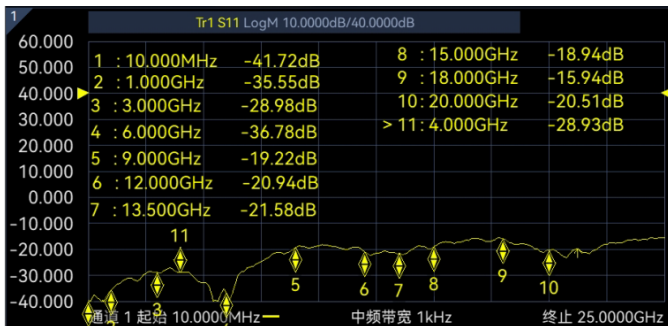 1
Tr1 S11 LogM 10.0000dB/40.0000dB
60.000
50.000
40.000
30.000
20.000
10.000
0.000
-10.000
-20.000
-30.000
-40.000
1 : 10.000MHz -41.72dB
2 : 1.000GHz -35.55dB
3 : 3.000GHz -28.98dB
4 : 6.000GHz -36.78dB
5 : 9.000GHz -19.22dB
6 : 12.000GHz -20.94dB
7 : 13.500GHz -21.58dB
8 : 15.000GHz -18.94dB
9 : 18.000GHz -15.94dB
10: 20.000GHz -20.51dB
> 11: 4.000GHz -28.93dB
11
3
5
6
7
8
9
10
通道 1 起始 10.0000MHz
中频带宽 1kHz
终止 25.0000GHz